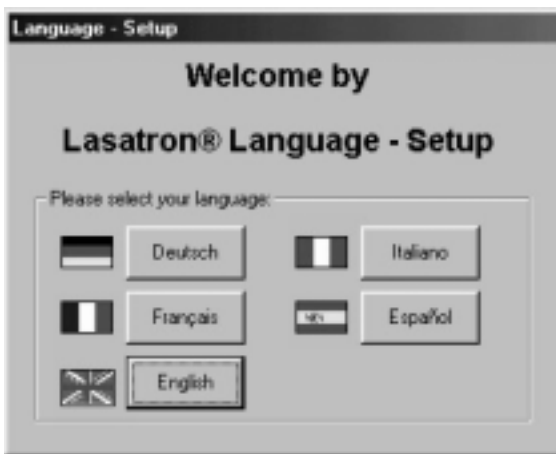 Language - Setup
Welcome by
Lasatron® Language - Setup
Please select your language:
Deutsch
Italiano
Français
Español
English